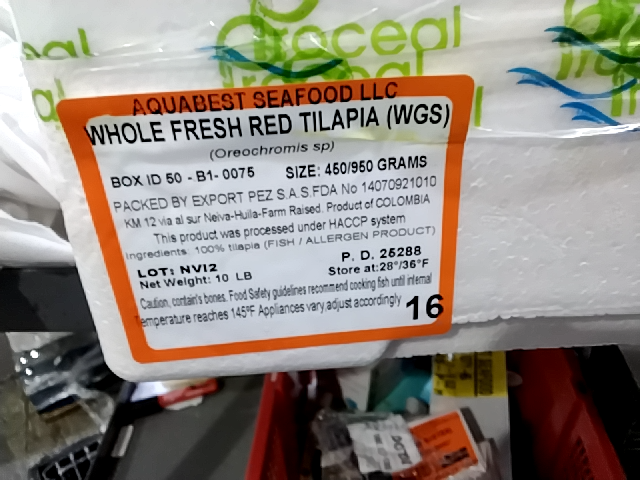 roceal
AQUABEST SEAFOOD LLC
WHOLE FRESH RED TILAPIA (WGS)
(Oreochromis sp)
BOX ID 50 - B1- 0075 SIZE: 450/950 GRAMS
PACKED BY EXPORT PEZ S.A.S.FDA No 14070921010
KM 12 via al sur Neiva-Huila-Farm Raised. Product of COLOMBIA
This product was processed under HACCP system
Ingredients: 100% tilapia (FISH / ALLERGEN PRODUCT)
LOT: NVI2 P. D. 25288
Net Weight: 10 LB Store at:28°/36°F
Caution, contain's bones. Food Safety guidelines recommend cooking fish until internal
Temperature reaches 145ºF Appliances vary,adjust accordingly 16